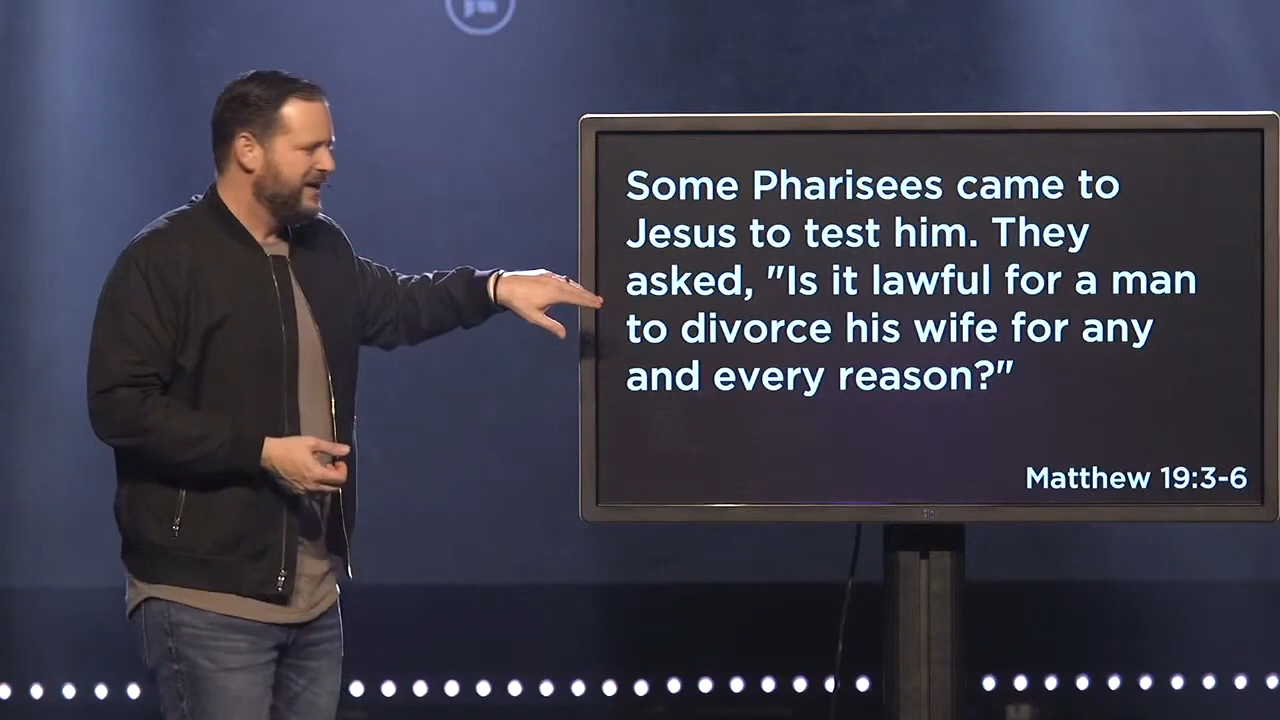 Some Pharisees came to
Jesus to test him. They
asked, "Is it lawful for a man
to divorce his wife for any
and every reason?"
Matthew 19:3-6